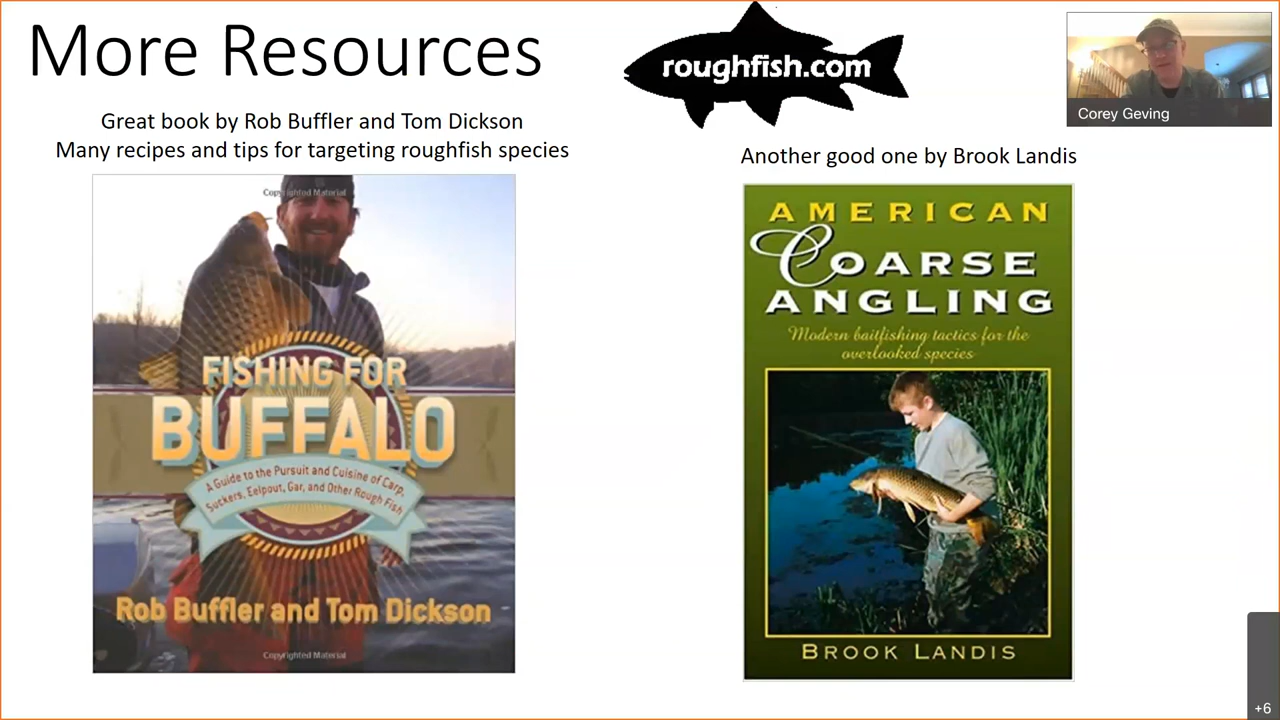 More Resources
roughfish.com
Corey Geving
Great book by Rob Buffler and Tom Dickson
Many recipes and tips for targeting roughfish species
Another good one by Brook Landis
Copyrighted Material
FISHING FOR
BUFFALO
A Guide to the Pursuit and Cuisine of Carp,
Suckers, Eelpout, Gar, and Other Rough Fish
Rob Buffler and Tom Dickson
Copyrighted Material
AMERICAN
COARSE
ANGLING
Modern baitfishing tactics for the
overlooked species
BROOK LANDIS
+6